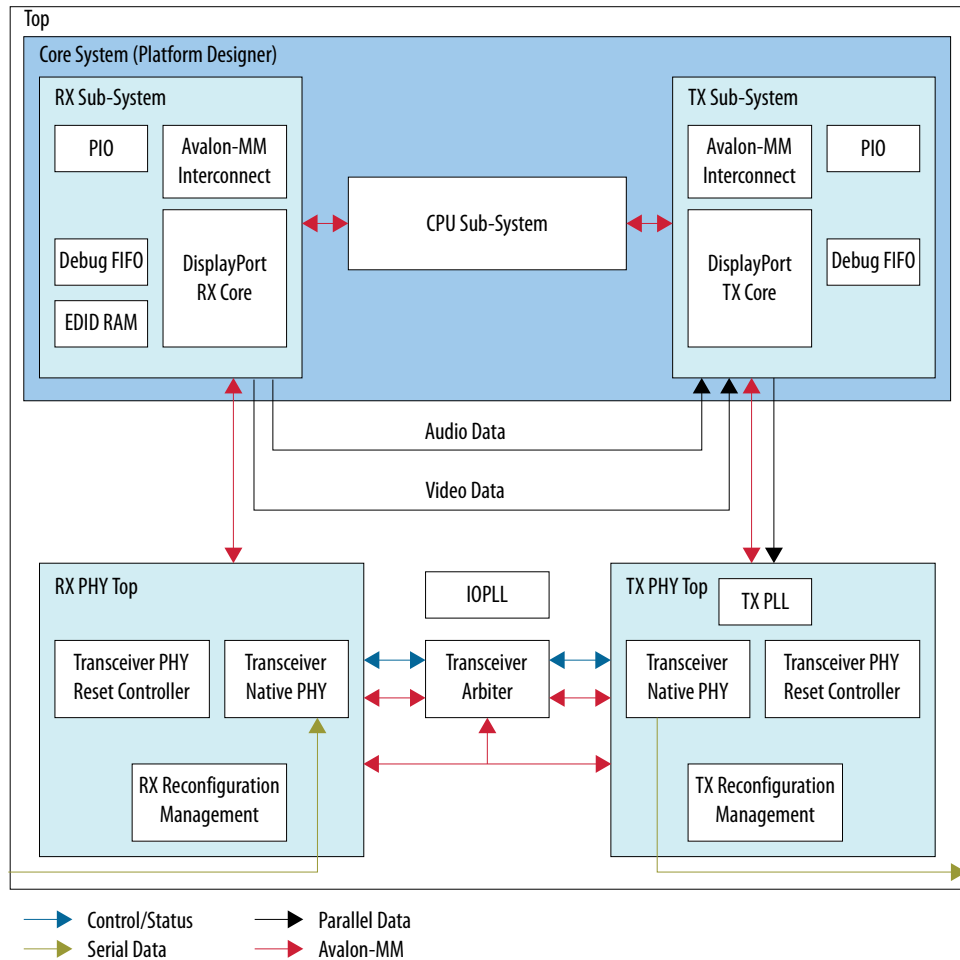 Top
Core System (Platform Designer)
RX Sub-System
PIO
Avalon-MM
Interconnect
Debug FIFO
DisplayPort
RX Core
EDID RAM
CPU Sub-System
TX Sub-System
Avalon-MM
Interconnect
PIO
DisplayPort
TX Core
Debug FIFO
Audio Data
Video Data
RX PHY Top
Transceiver PHY
Reset Controller
Transceiver
Native PHY
RX Reconfiguration
Management
IOPLL
Transceiver
Arbiter
TX PHY Top
TX PLL
Transceiver
Native PHY
Transceiver PHY
Reset Controller
TX Reconfiguration
Management
Control/Status
Parallel Data
Serial Data
Avalon-MM